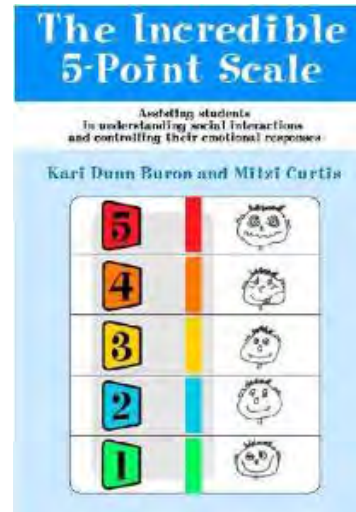 The Incredible
5-Point Scale
Assisting students
in understanding social interactions
and controlling their emotional responses
Kari Dunn Buron and Mitzi Curtis
5
4
3
2
1